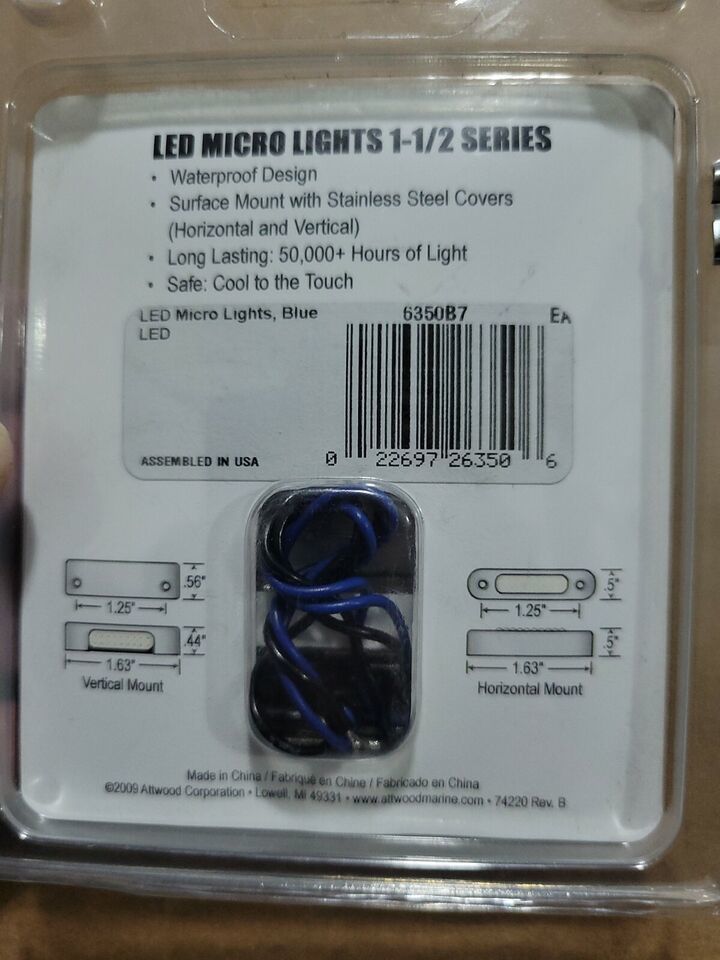 LED MICRO LIGHTS 1-1/2 SERIES
• Waterproof Design
• Surface Mount with Stainless Steel Covers
(Horizontal and Vertical)
• Long Lasting: 50,000+ Hours of Light
• Safe: Cool to the Touch
LED Micro Lights, Blue 6350B7 EA
LED
ASSEMBLED IN USA 0 22697 26350 6
.56"
1.25"
.44"
1.63"
Vertical Mount
.5"
1.25"
.5"
1.63"
Horizontal Mount
Made in China / Fabriqué en Chine / Fabricado en China
©2009 Attwood Corporation • Lowell, MI 49331 • www.attwoodmarine.com • 74220 Rev. B